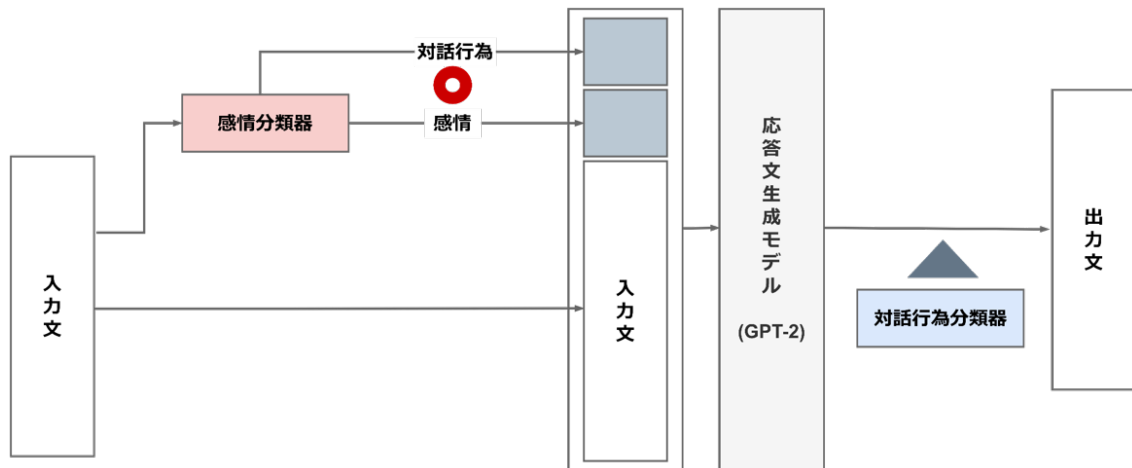 対話行為
感情分類器
感情
入力文
入力文
応答文生成モデル
(GPT-2)
対話行為分類器
出力文